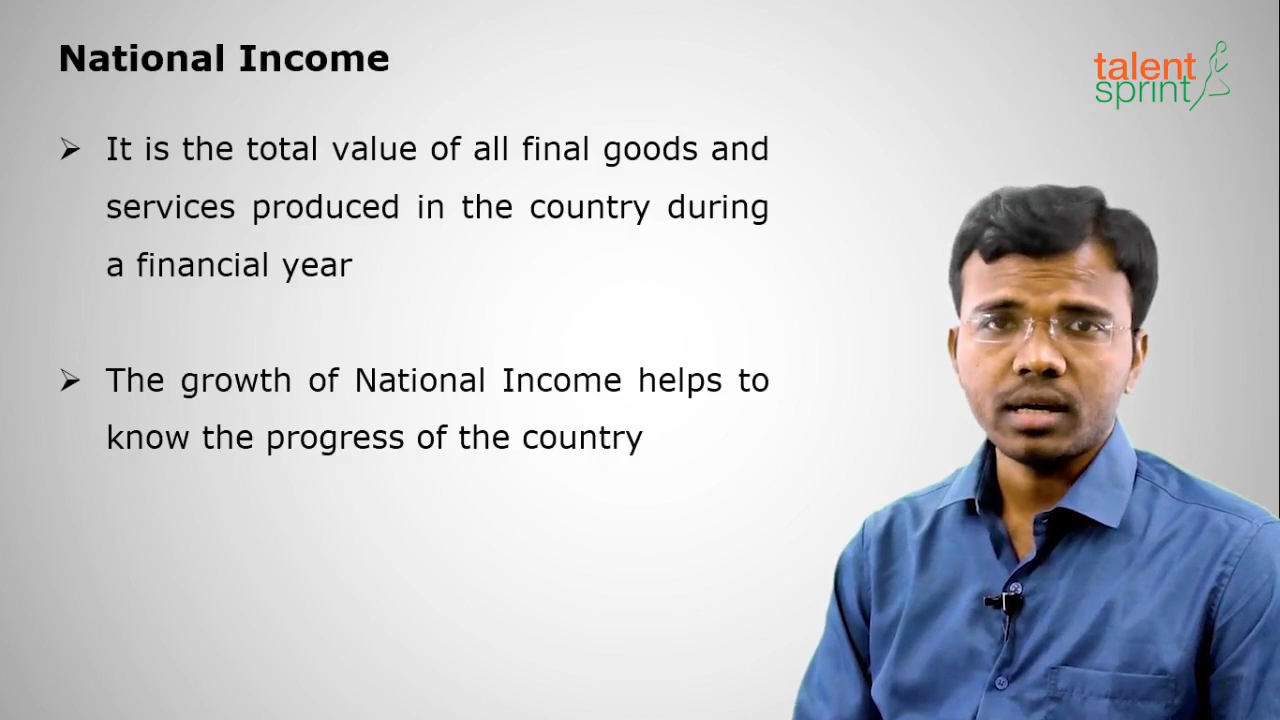 National Income
talent
sprint
➢ It is the total value of all final goods and
services produced in the country during
a financial year
➢ The growth of National Income helps to
know the progress of the country